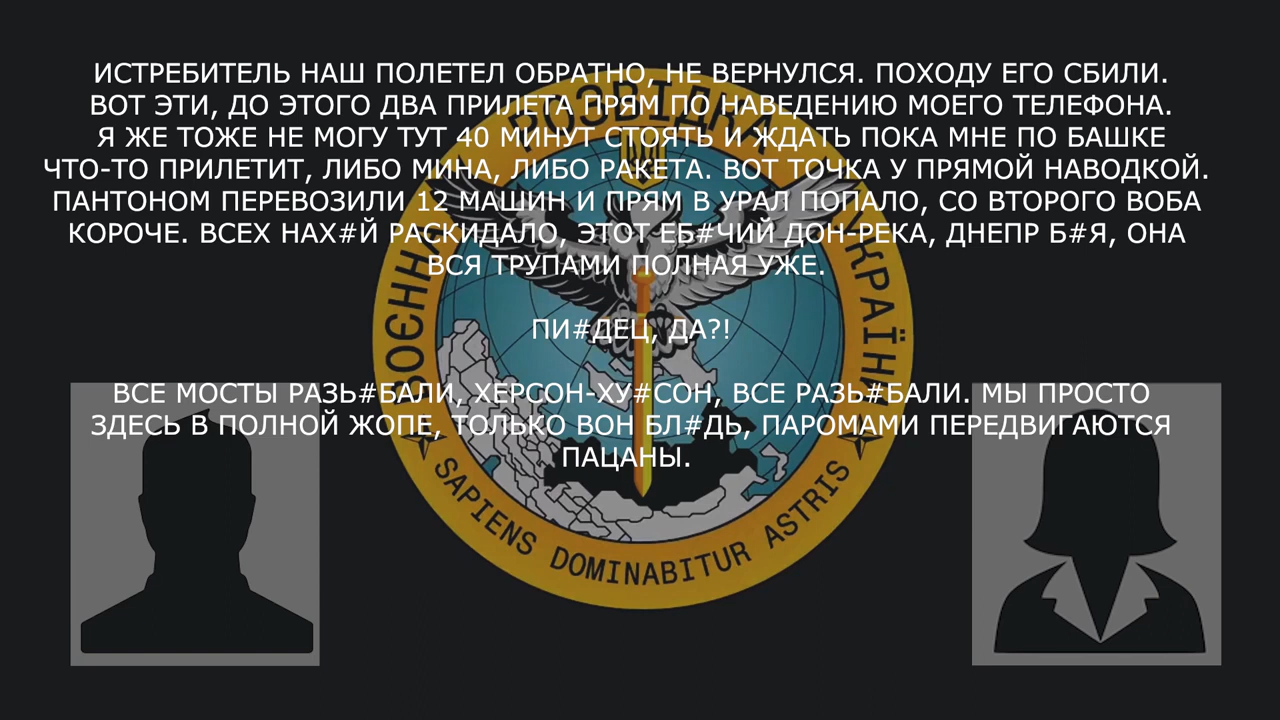 ИСТРЕБИТЕЛЬ НАШ ПОЛЕТЕЛ ОБРАТНО, НЕ ВЕРНУЛСЯ. ПОХОДУ ЕГО СБИЛИ.
ВОТ ЭТИ, ДО ЭТОГО ДВА ПРИЛЕТА ПРЯМ ПО НАВЕДЕНИЮ МОЕГО ТЕЛЕФОНА.
Я ЖЕ ТОЖЕ НЕ МОГУ ТУТ 40 МИНУТ СТОЯТЬ И ЖДАТЬ ПОКА МНЕ ПО БАШКЕ
ЧТО-ТО ПРИЛЕТИТ, ЛИБО МИНА, ЛИБО РАКЕТА. ВОТ ТОЧКА У ПРЯМОЙ НАВОДКОЙ.
ПАНТОНОМ ПЕРЕВОЗИЛИ 12 МАШИН И ПРЯМ В УРАЛ ПОПАЛО, СО ВТОРОГО ВОБА
КОРОЧЕ. ВСЕХ НАХ#Й РАСКИДАЛО, ЭТОТ ЕБ#ЧИЙ ДОН-РЕКА, ДНЕПР Б#Я, ОНА
ВСЯ ТРУПАМИ ПОЛНАЯ УЖЕ.
ПИ#ДЕЦ, ДА?!
ВСЕ МОСТЫ РАЗЬ#БАЛИ, ХЕРСОН-ХУ#СОН, ВСЕ РАЗЬ#БАЛИ. МЫ ПРОСТО
ЗДЕСЬ В ПОЛНОЙ ЖОПЕ, ТОЛЬКО ВОН БЛ#ДЬ, ПАРОМАМИ ПЕРЕДВИГАЮТСЯ
ПАЦАНЫ.
РОЗВІДКА
SAPIENS DOMINABITUR ASTRIS